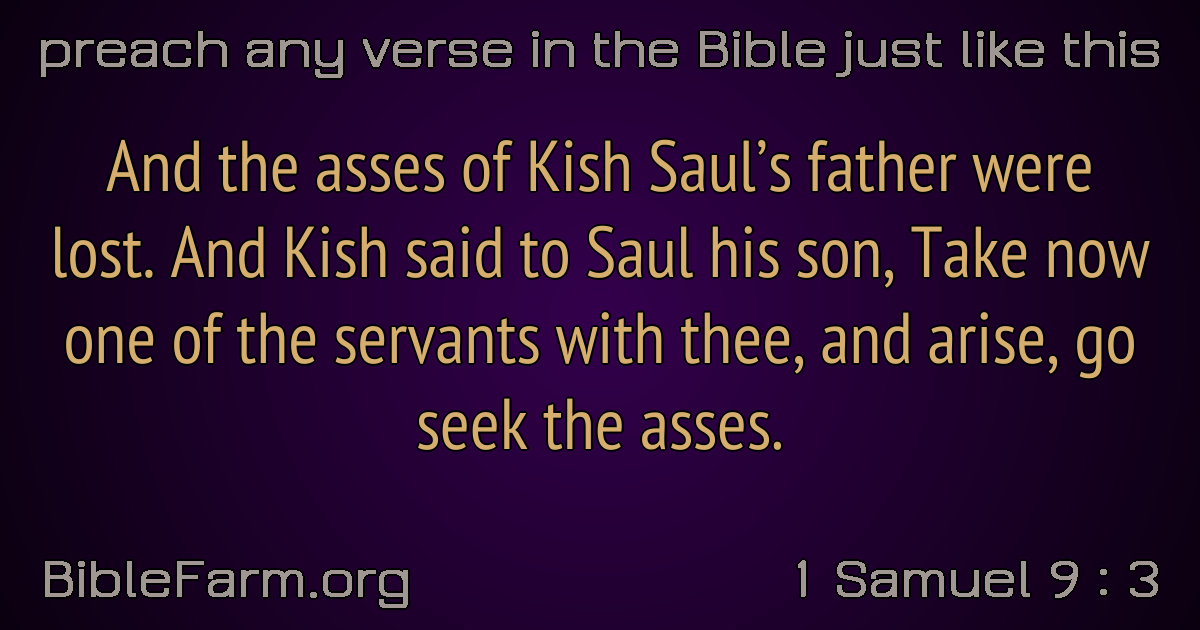 preach any verse in the Bible just like this
And the asses of Kish Saul’s father were
lost. And Kish said to Saul his son, Take now
one of the servants with thee, and arise, go
seek the asses.
BibleFarm.org
1 Samuel 9 : 3